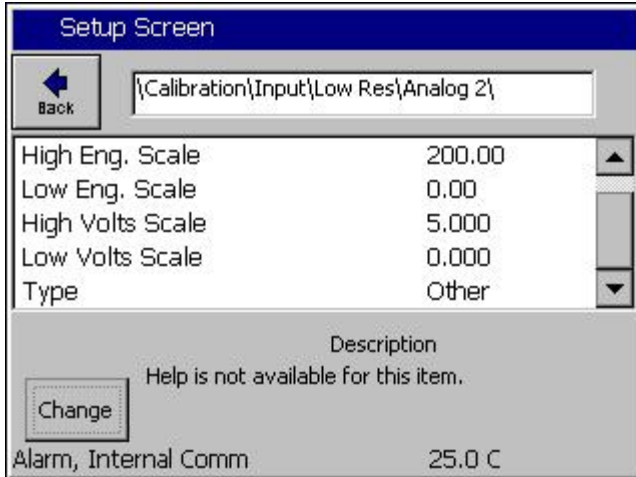 Setup Screen
Back
\Calibration\Input\Low Res\Analog 2\
High Eng. Scale 200.00
Low Eng. Scale 0.00
High Volts Scale 5.000
Low Volts Scale 0.000
Type Other
Description
Help is not available for this item.
Change
Alarm, Internal Comm 25.0 C